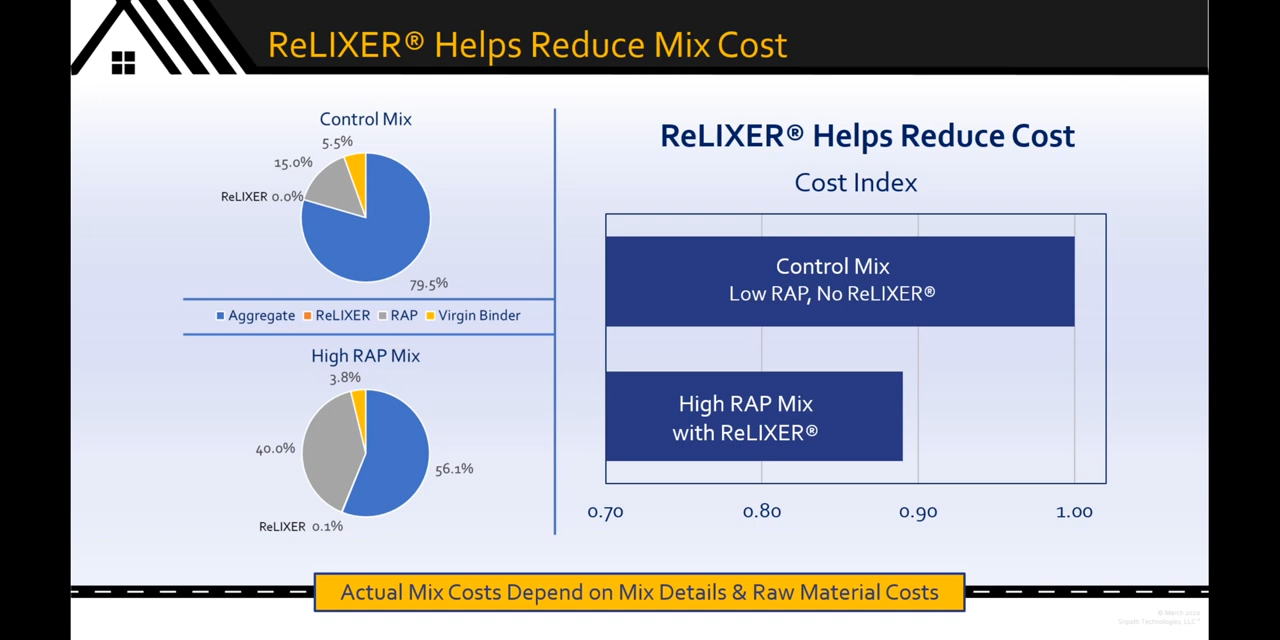 ReLIXER® Helps Reduce Mix Cost
Control Mix
5.5%
15.0%
ReLIXER 0.0%
79.5%
Aggregate ReLIXER RAP Virgin Binder
High RAP Mix
3.8%
40.0%
56.1%
ReLIXER 0.1%
ReLIXER® Helps Reduce Cost
Cost Index
Control Mix
Low RAP, No ReLIXER®
High RAP Mix
with ReLIXER®
0.70 0.80 0.90 1.00
Actual Mix Costs Depend on Mix Details & Raw Material Costs
Technologies, LLC